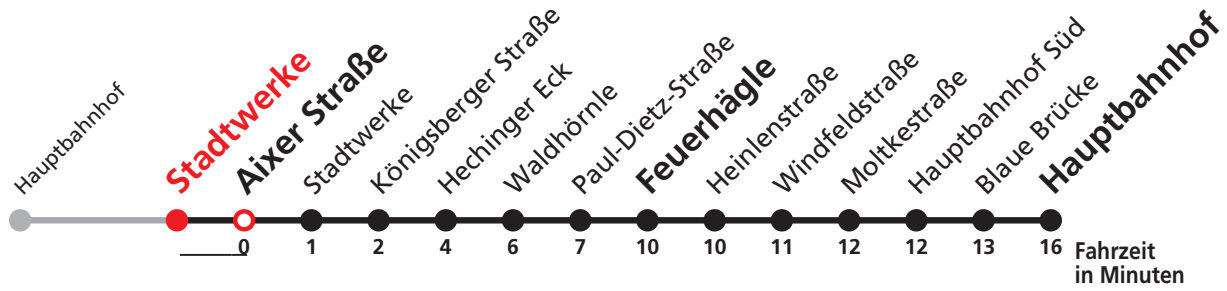 Hauptbahnhof
Stadtwerke
Aixer Straße
Stadtwerke
Königsberger Straße
Hechinger Eck
Waldhörnle
Paul-Dietz-Straße
Feuerhägle
Heinlenstraße
Windfeldstraße
Moltkestraße
Hauptbahnhof Süd
Blaue Brücke
Hauptbahnhof
0 1 2 4 6 7 10 10 11 12 12 13 16
Fahrzeit
in Minuten